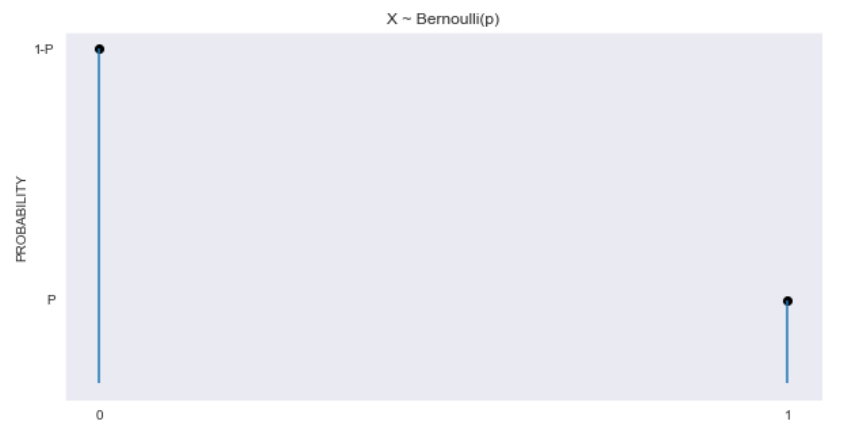 X ~ Bernoulli(p)
1-P
PROBABILITY
P
0
1